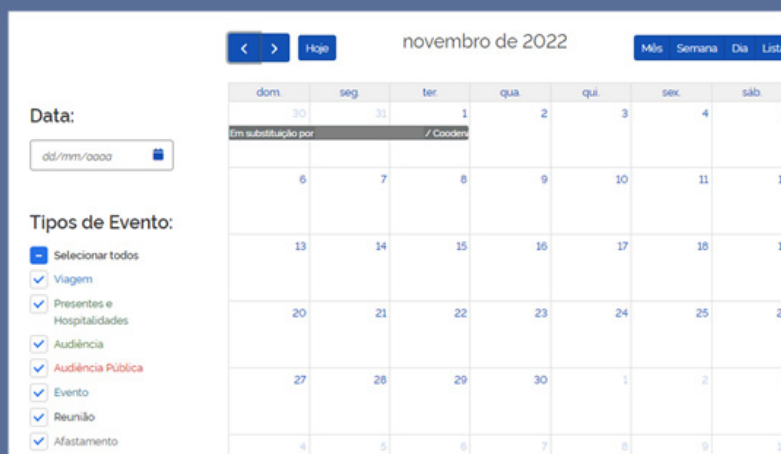 Hoje
novembro de 2022
Mês Semana Dia Lista
dom. seg. ter. qua. qui. sex. sáb.
Data:
30 31 1 2 3 4
Em substituição por / Cooden
dd/mm/aaaa
6 7 8 9 10 11
Tipos de Evento:
Selecionar todos
13 14 15 16 17 18
Viagem
Presentes e
Hospitalidades
20 21 22 23 24 25
Audiência
Audiência Pública
27 28 29 30 1 2
Evento
Reunião
Afastamento
4 5 6 7 8 9